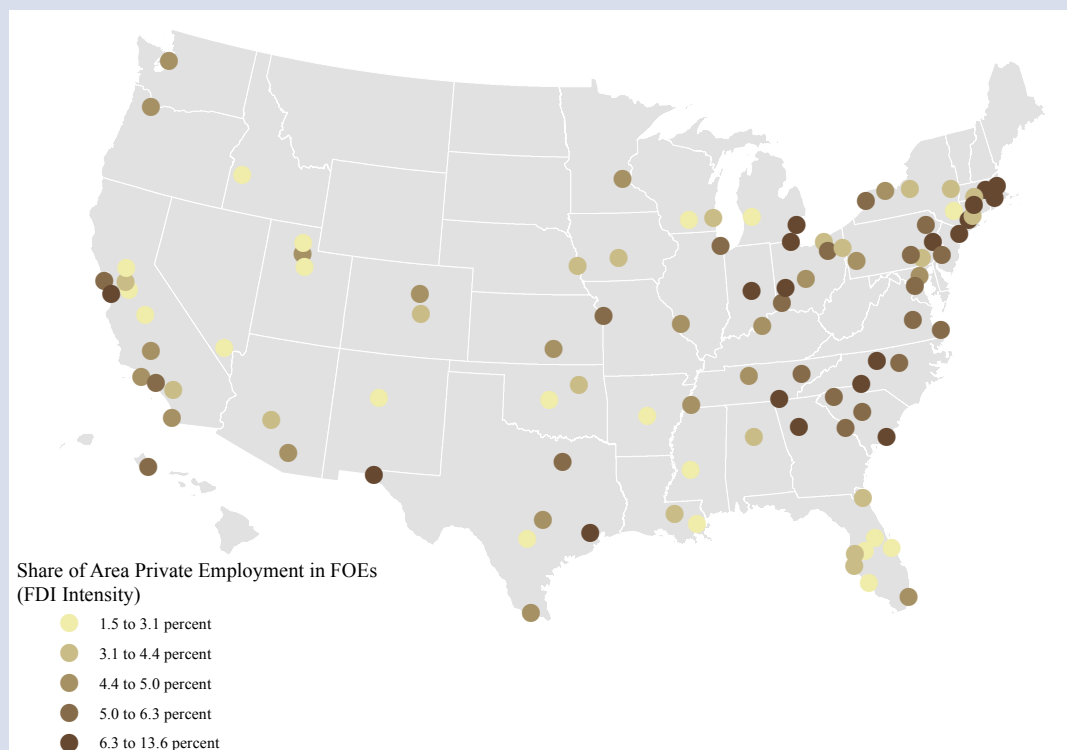 Share of Area Private Employment in FOEs
(FDI Intensity)
1.5 to 3.1 percent
3.1 to 4.4 percent
4.4 to 5.0 percent
5.0 to 6.3 percent
6.3 to 13.6 percent